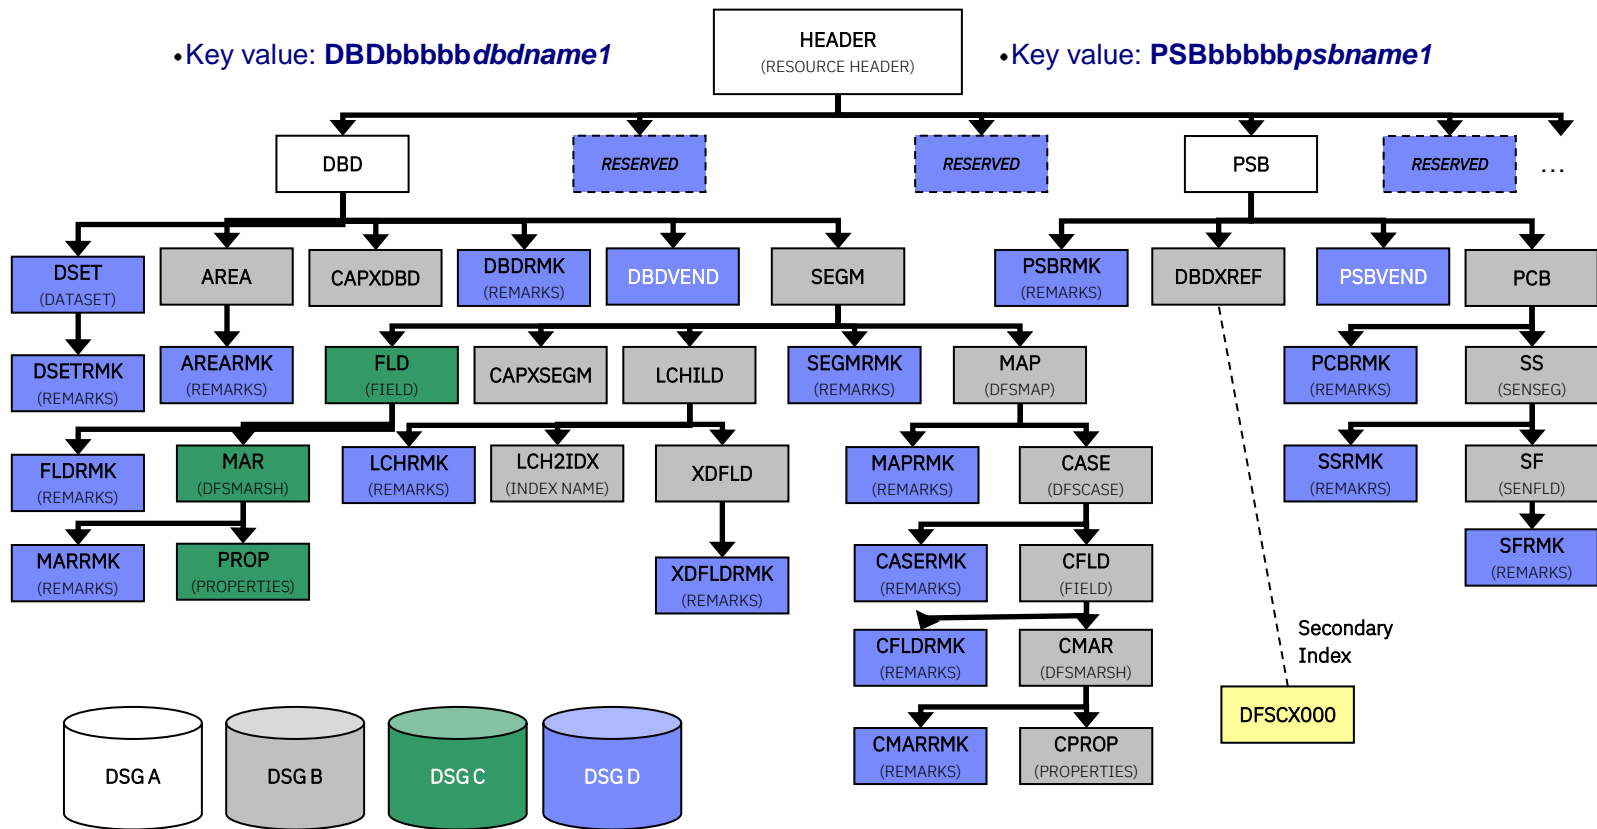 •Key value: DBDbbbbbdbdname1
HEADER
(RESOURCE HEADER)
•Key value: PSBbbbbbpsbname1
DBD
RESERVED
RESERVED
PSB
RESERVED
...
DSET
(DATASET)
AREA
CAPXDBD
DBDRMK
(REMARKS)
DBDVEND
SEGM
PSBRMK
(REMARKS)
DBDXREF
PSBVEND
PCB
DSETRMK
(REMARKS)
AREARMK
(REMARKS)
FLD
(FIELD)
CAPXSEGM
LCHILD
SEGMRMK
(REMARKS)
MAP
(DFSMAP)
PCBRMK
(REMARKS)
SS
(SENSEG)
FLDRMK
(REMARKS)
MAR
(DFSMARSH)
LCHRMK
(REMARKS)
LCH2IDX
(INDEX NAME)
XDFLD
MAPRMK
(REMARKS)
CASE
(DFSCASE)
SSRMK
(REMAKRS)
SF
(SENFLD)
MARRMK
(REMARKS)
PROP
(PROPERTIES)
XDFLDRMK
(REMARKS)
CASERMK
(REMARKS)
CFLD
(FIELD)
SFRMK
(REMARKS)
CFLDRMK
(REMARKS)
CMAR
(DFSMARSH)
Secondary
Index
DFSCX000
CMARRMK
(REMARKS)
CPROP
(PROPERTIES)
DSG A
DSG B
DSG C
DSG D